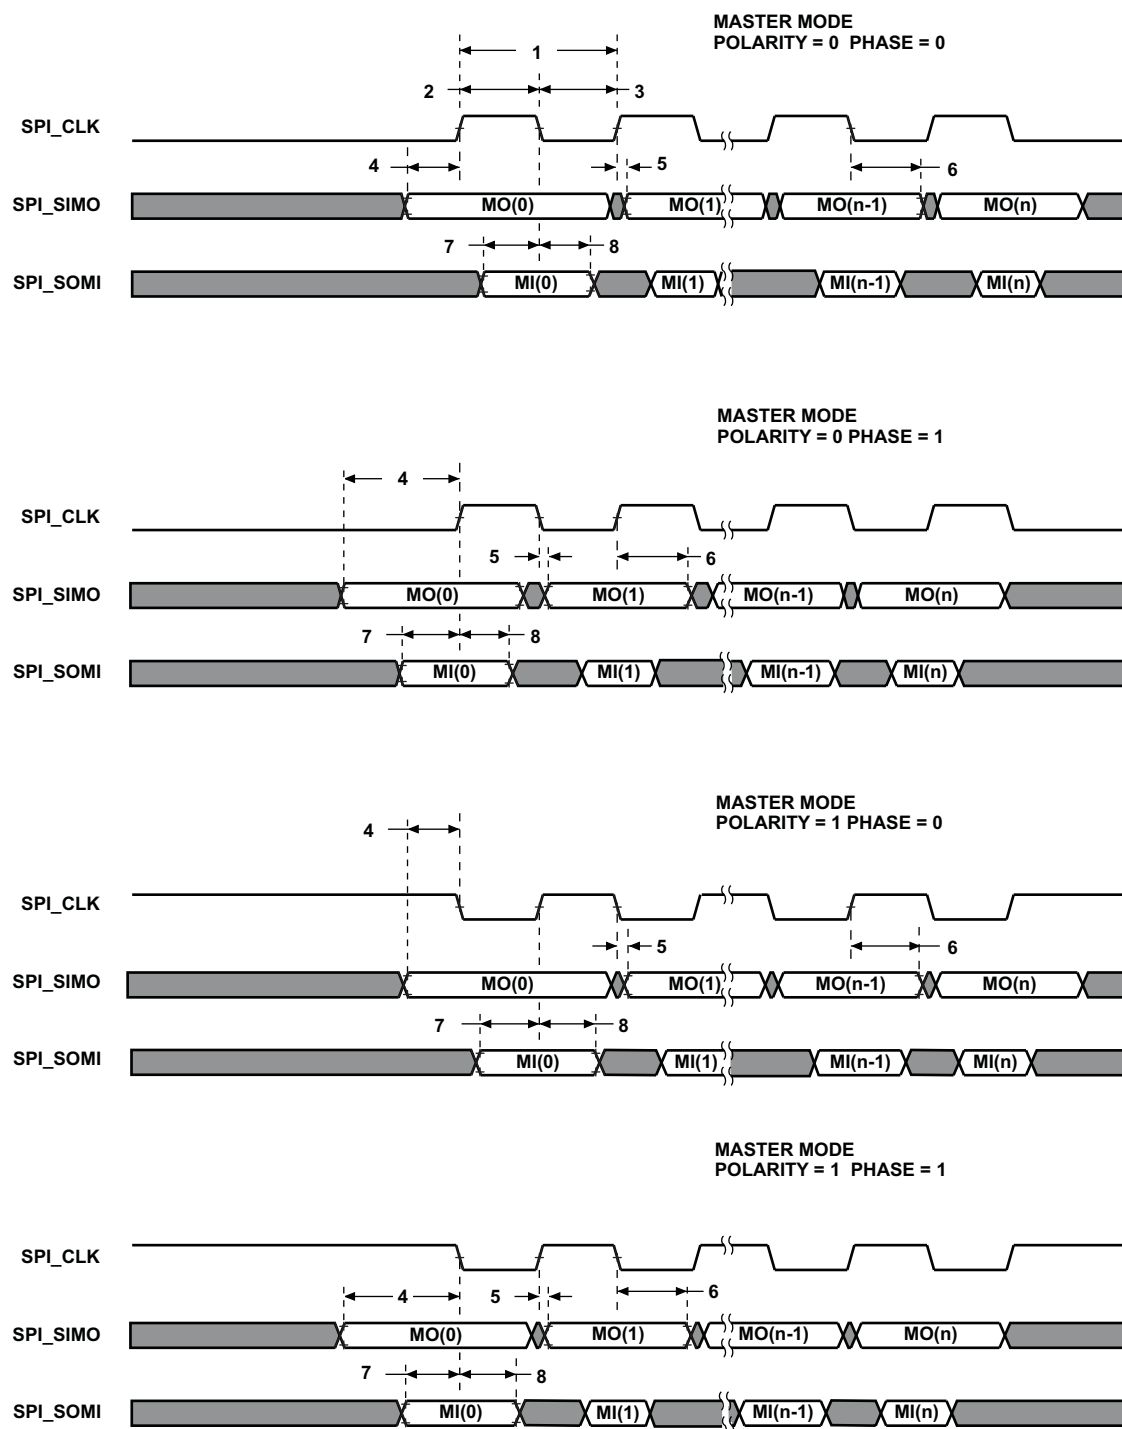 MASTER MODE
POLARITY = 0 PHASE = 0
1
2
3
SPI_CLK
4
5
6
SPI_SIMO
MO(0)
MO(1)
MO(n-1)
MO(n)
7
8
SPI_SOMI
MI(0)
MI(1)
MI(n-1)
MI(n)
MASTER MODE
POLARITY = 0 PHASE = 1
4
SPI_CLK
5
6
SPI_SIMO
MO(0)
MO(1)
MO(n-1)
MO(n)
7
8
SPI_SOMI
MI(0)
MI(1)
MI(n-1)
MI(n)
MASTER MODE
POLARITY = 1 PHASE = 0
4
SPI_CLK
5
6
SPI_SIMO
MO(0)
MO(1)
MO(n-1)
MO(n)
7
8
SPI_SOMI
MI(0)
MI(1)
MI(n-1)
MI(n)
MASTER MODE
POLARITY = 1 PHASE = 1
SPI_CLK
4
5
6
SPI_SIMO
MO(0)
MO(1)
MO(n-1)
MO(n)
7
8
SPI_SOMI
MI(0)
MI(1)
MI(n-1)
MI(n)